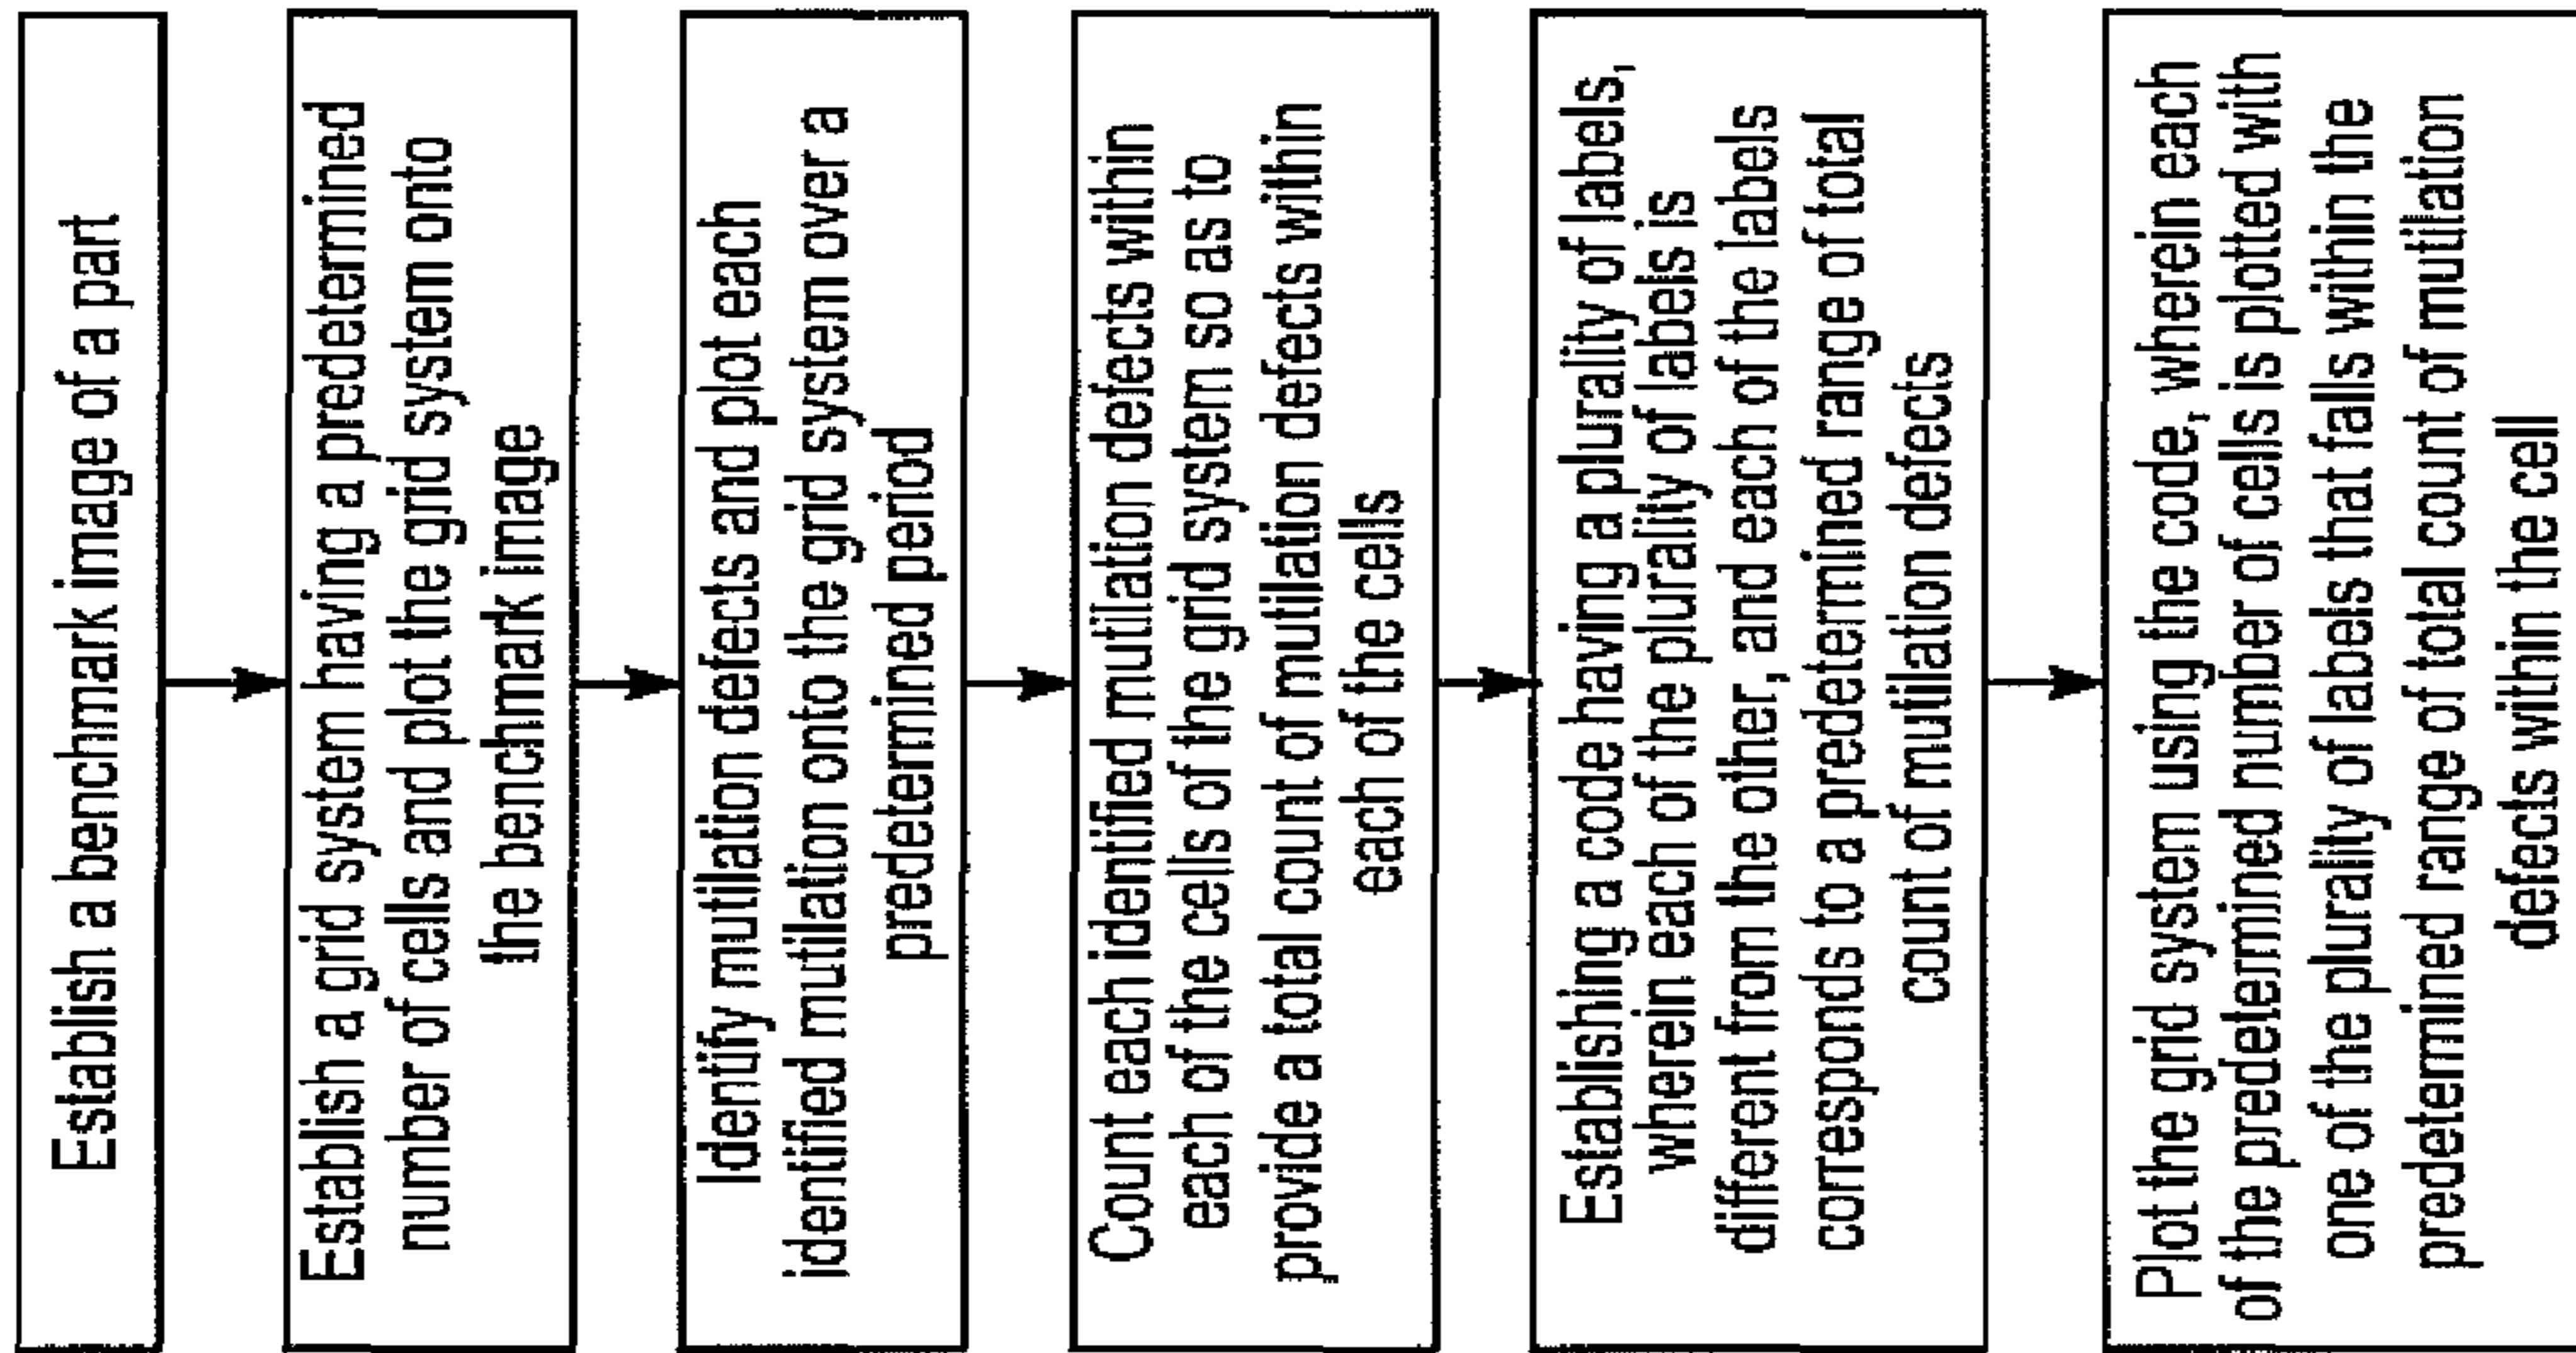 Establish a benchmark image of a part
Establish a grid system having a predetermined
number of cells and plot the grid system onto
the benchmark image
Identify mutilation defects and plot each
identified mutilation onto the grid system over a
predetermined period
Count each identified mutilation defects within
each of the cells of the grid system so as to
provide a total count of mutilation defects within
each of the cells
Establishing a code having a plurality of labels,
wherein each of the plurality of labels is
different from the other, and each of the labels
corresponds to a predetermined range of total
count of mutilation defects
Plot the grid system using the code, wherein each
of the predetermined number of cells is plotted with
one of the plurality of labels that falls within the
predetermined range of total count of mutilation
defects within the cell